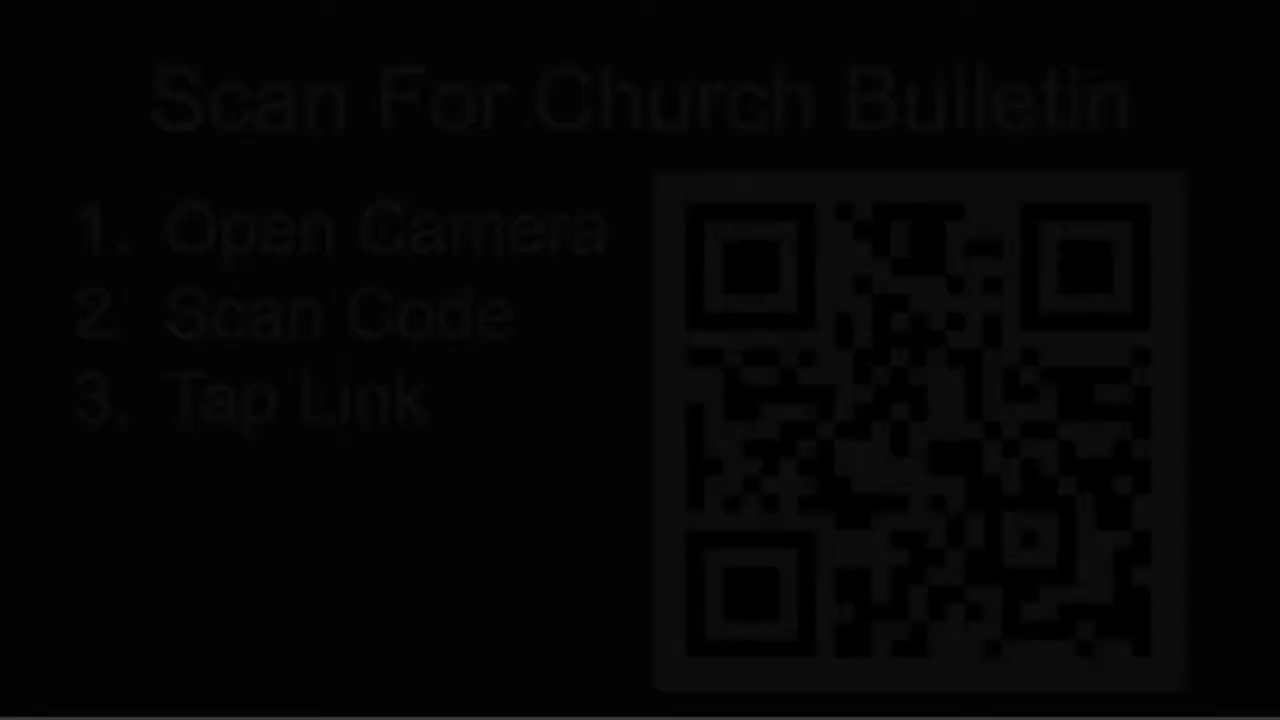 Scan For Church Bulletin
1. Open Camera
2. Scan Code
3. Tap Link